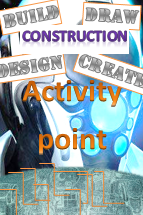 BUILD DRAW
CONSTRUCTION
DESIGN CREATE
Activity
point